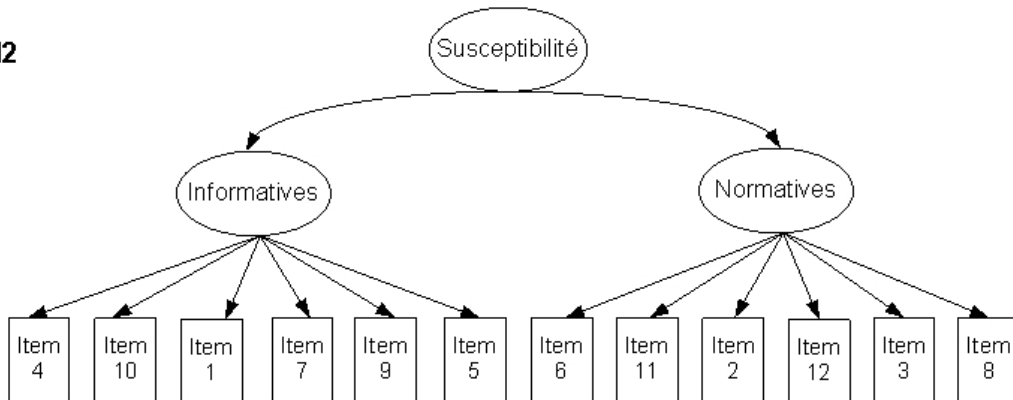 Susceptibilité
Informatives
Normatives
Item
4
Item
10
Item
1
Item
7
Item
9
Item
5
Item
6
Item
11
Item
2
Item
12
Item
3
Item
8